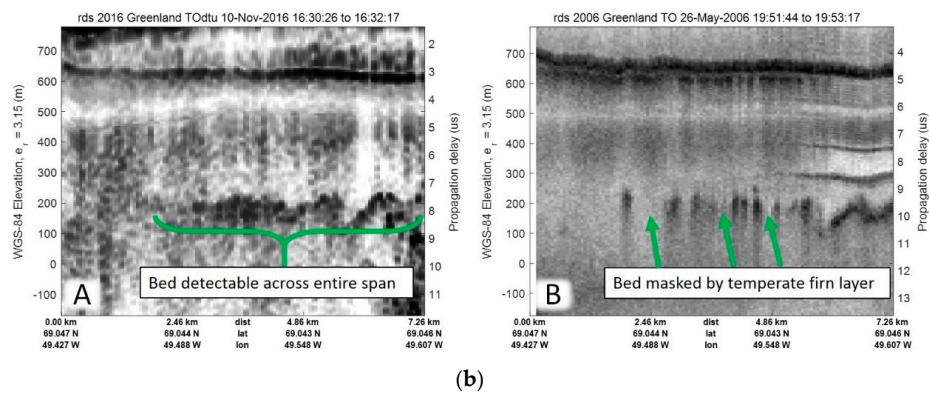 rds 2016 Greenland TOdtu 10-Nov-2016 16:30:26 to 16:32:17
WGS-84 Elevation, e_r = 3.15 (m)
700
600
500
400
300
200
100
0
-100
2
3
4
5
6
7
8
9
10
11
Propagation delay (us)
Bed detectable across entire span
A
0.00 km 2.46 km dist 4.86 km 7.26 km
69.047 N 69.044 N lat 69.043 N 69.046 N
49.427 W 49.488 W lon 49.548 W 49.607 W
rds 2006 Greenland TO 26-May-2006 19:51:44 to 19:53:17
WGS-84 Elevation, e_r = 3.15 (m)
700
600
500
400
300
200
100
0
-100
4
5
6
7
8
9
10
11
12
13
Propagation delay (us)
Bed masked by temperate firn layer
B
0.00 km 2.46 km dist 4.86 km 7.26 km
69.047 N 69.044 N lat 69.043 N 69.046 N
49.427 W 49.488 W lon 49.548 W 49.607 W
(b)